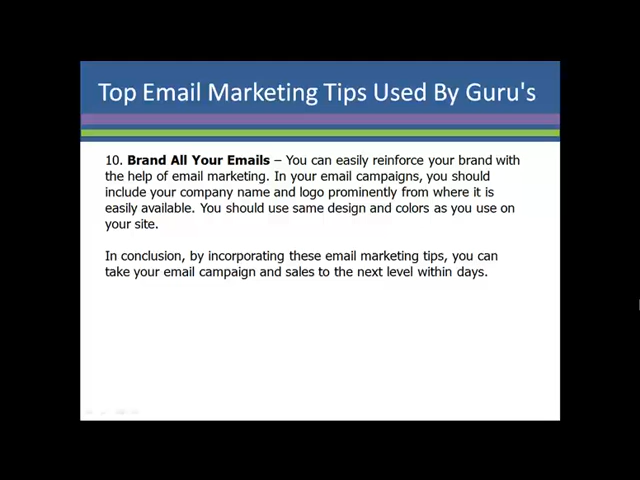 Top Email Marketing Tips Used By Guru's
10. Brand All Your Emails – You can easily reinforce your brand with
the help of email marketing. In your email campaigns, you should
include your company name and logo prominently from where it is
easily available. You should use same design and colors as you use on
your site.
In conclusion, by incorporating these email marketing tips, you can
take your email campaign and sales to the next level within days.